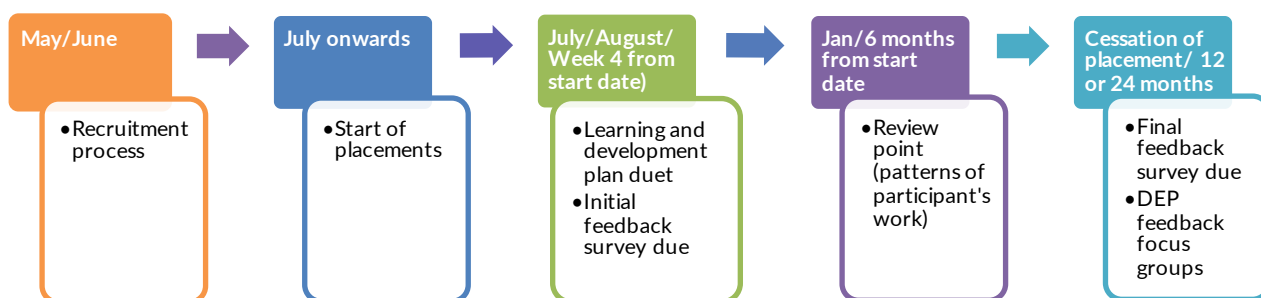 May/June
•Recruitment
process
July onwards
•Start of
placements
July/August/
Week 4 from
start date)
•Learning and
development
plan duet
•Initial
feedback
survey due
Jan/6 months
from start
date
•Review
point
(patterns of
participant's
work)
Cessation of
placement/ 12
or 24 months
•Final
feedback
survey due
•DEP
feedback
focus
groups